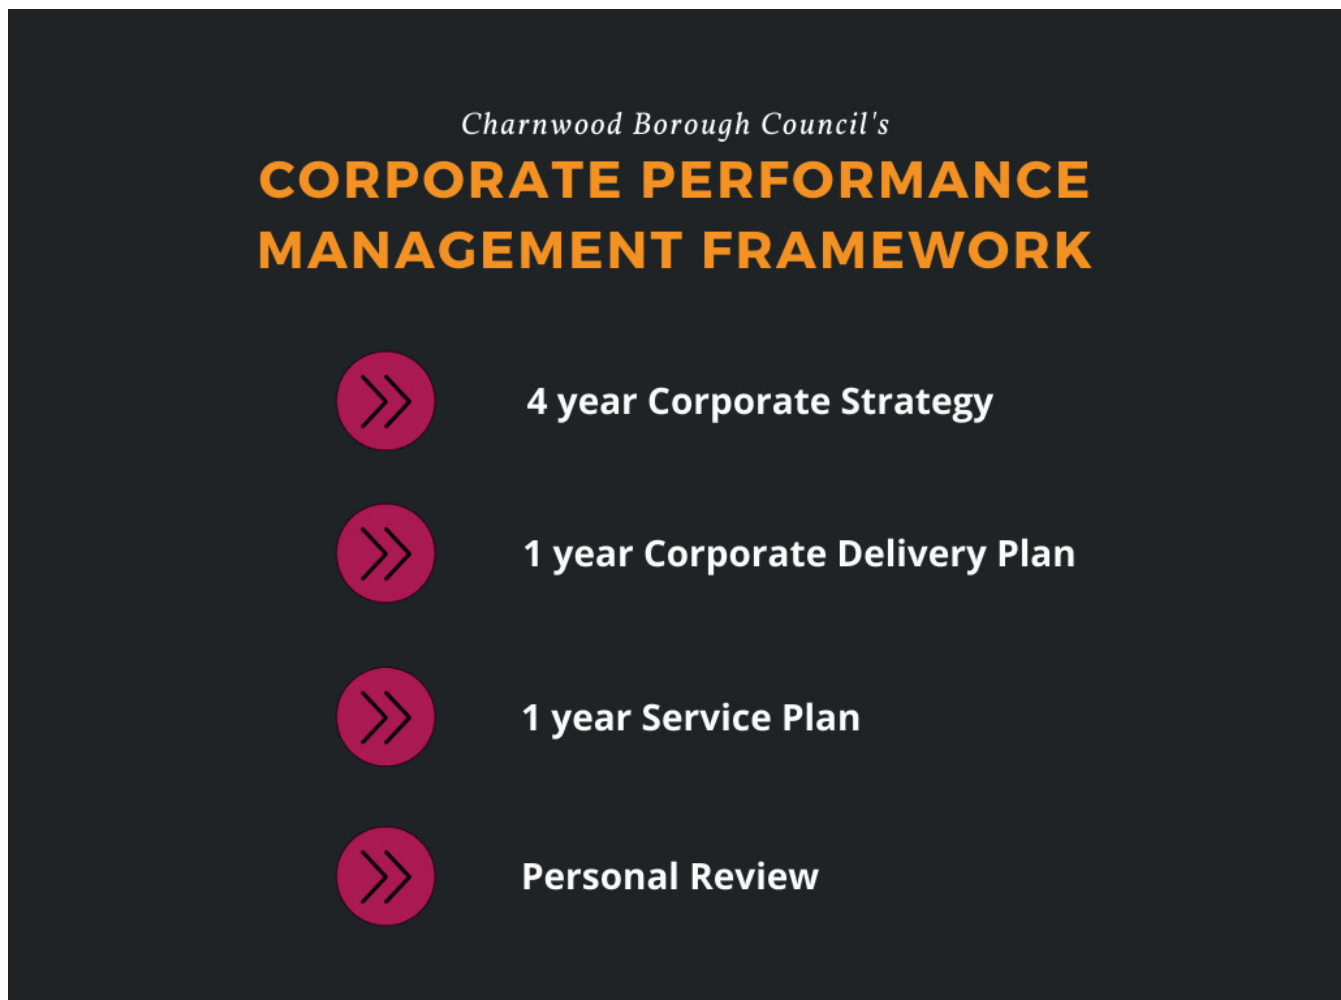 Charnwood Borough Council's
CORPORATE PERFORMANCE
MANAGEMENT FRAMEWORK
4 year Corporate Strategy
1 year Corporate Delivery Plan
1 year Service Plan
Personal Review